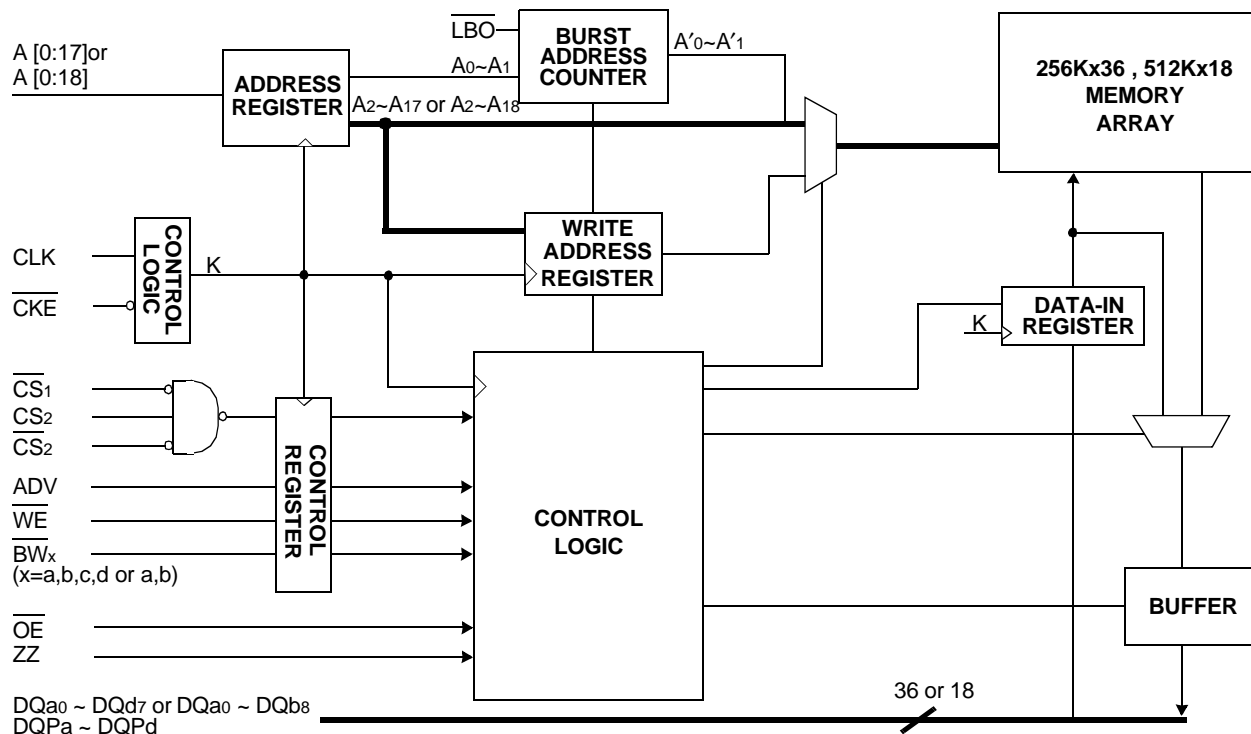 A [0:17]or
A [0:18]
ADDRESS
REGISTER
LBO
A0~A1
BURST
ADDRESS
COUNTER
A′0~A′1
A2~A17 or A2~A18
256Kx36 , 512Kx18
MEMORY
ARRAY
CLK
CKE
CONTROL
LOGIC
K
WRITE
ADDRESS
REGISTER
K
DATA-IN
REGISTER
CS1
CS2
CS2
ADV
WE
BWx
(x=a,b,c,d or a,b)
CONTROL
REGISTER
CONTROL
LOGIC
BUFFER
OE
ZZ
DQa0 ~ DQd7 or DQa0 ~ DQb8
DQPa ~ DQPd
36 or 18